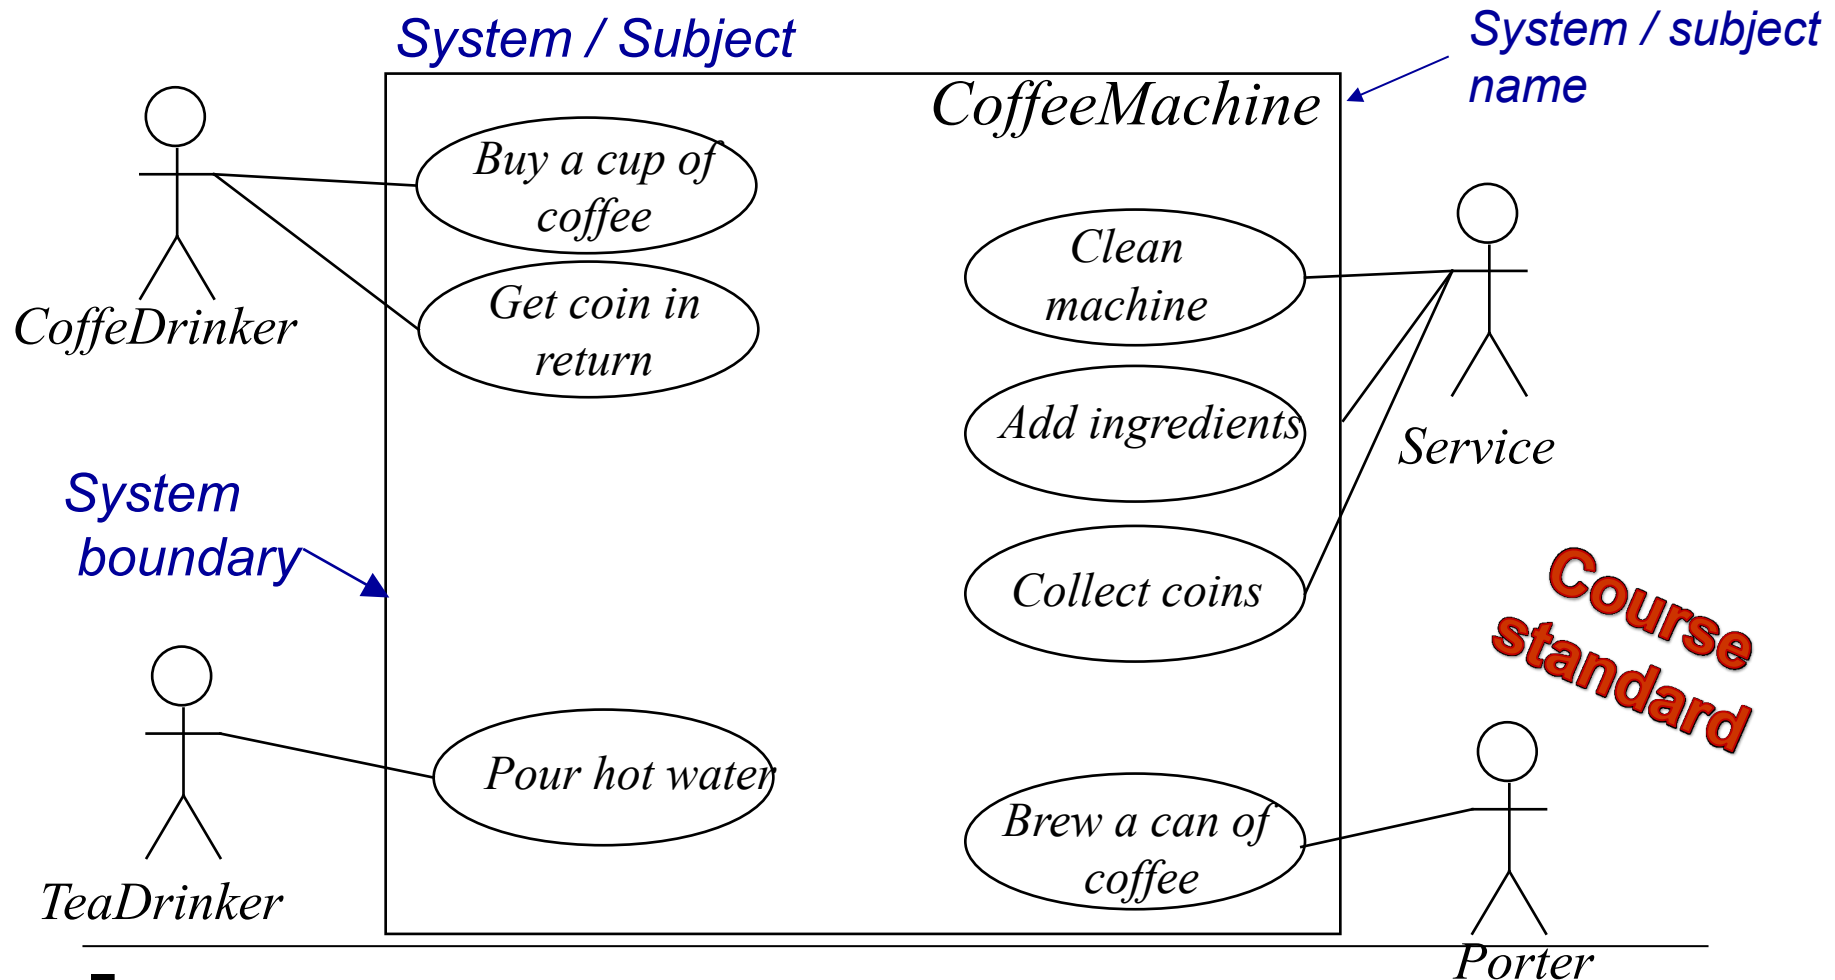 System / Subject
System / subject
name
CoffeeMachine
Buy a cup of
coffee
Get coin in
return
CoffeDrinker
Clean
machine
Add ingredients
Service
System
boundary
Collect coins
Course
standard
Pour hot water
TeaDrinker
Brew a can of
coffee
Porter